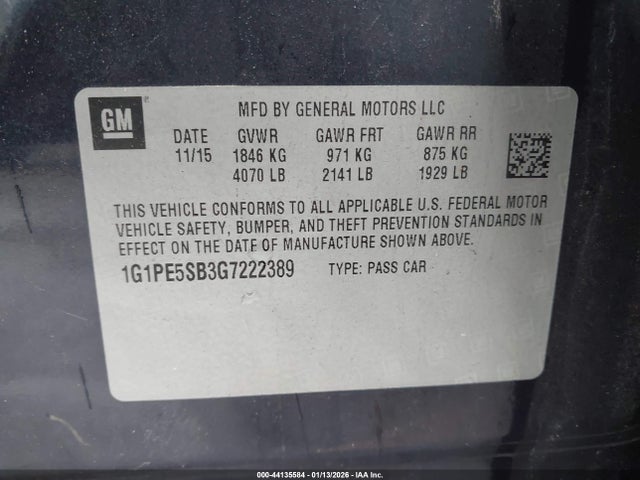 GM
MFD BY GENERAL MOTORS LLC
DATE GVWR GAWR FRT GAWR RR
11/15 1846 KG 971 KG 875 KG
4070 LB 2141 LB 1929 LB
THIS VEHICLE CONFORMS TO ALL APPLICABLE U.S. FEDERAL MOTOR
VEHICLE SAFETY, BUMPER, AND THEFT PREVENTION STANDARDS IN
EFFECT ON THE DATE OF MANUFACTURE SHOWN ABOVE.
1G1PE5SB3G7222389 TYPE: PASS CAR
000-44135584 - 01/13/2026 - IAA Inc.